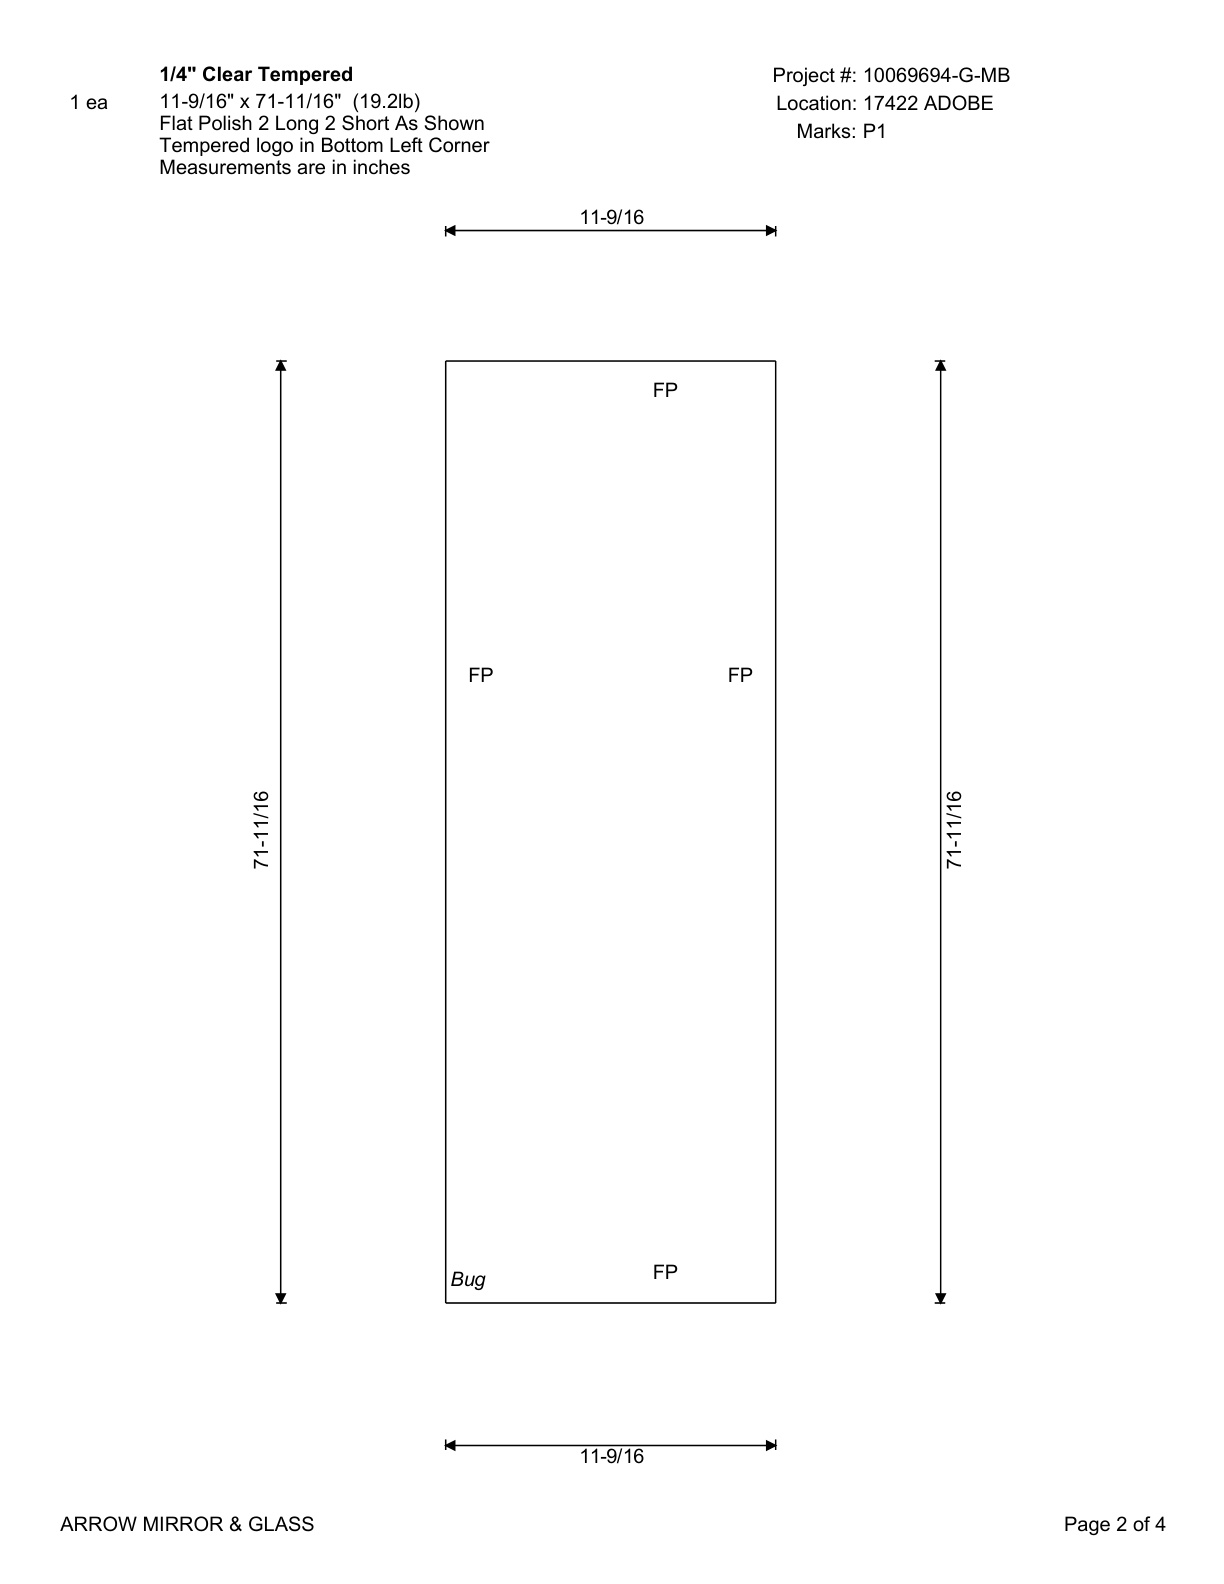 1/4" Clear Tempered
1 ea
11-9/16" x 71-11/16"  (19.2lb)
Flat Polish 2 Long 2 Short As Shown
Tempered logo in Bottom Left Corner
Measurements are in inches
Project #: 10069694-G-MB
Location: 17422 ADOBE
Marks: P1
11-9/16
FP
FP
FP
71-11/16
71-11/16
FP
Bug
11-9/16
ARROW MIRROR & GLASS
Page 2 of 4